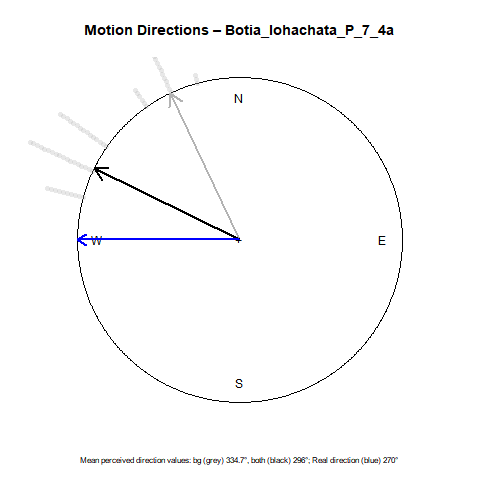 Motion Directions – Botia_lohachata_P_7_4a
N
W
E
S
Mean perceived direction values: bg (grey) 334.7°, both (black) 296°; Real direction (blue) 270°